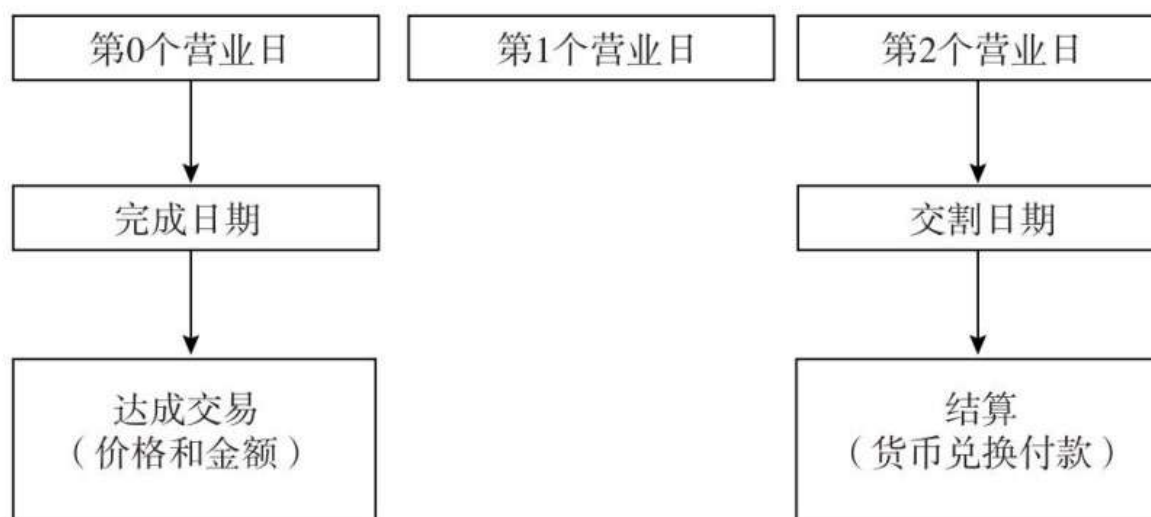 第0个营业日
第1个营业日
第2个营业日
完成日期
交割日期
达成交易
（价格和金额）
结算
（货币兑换付款）